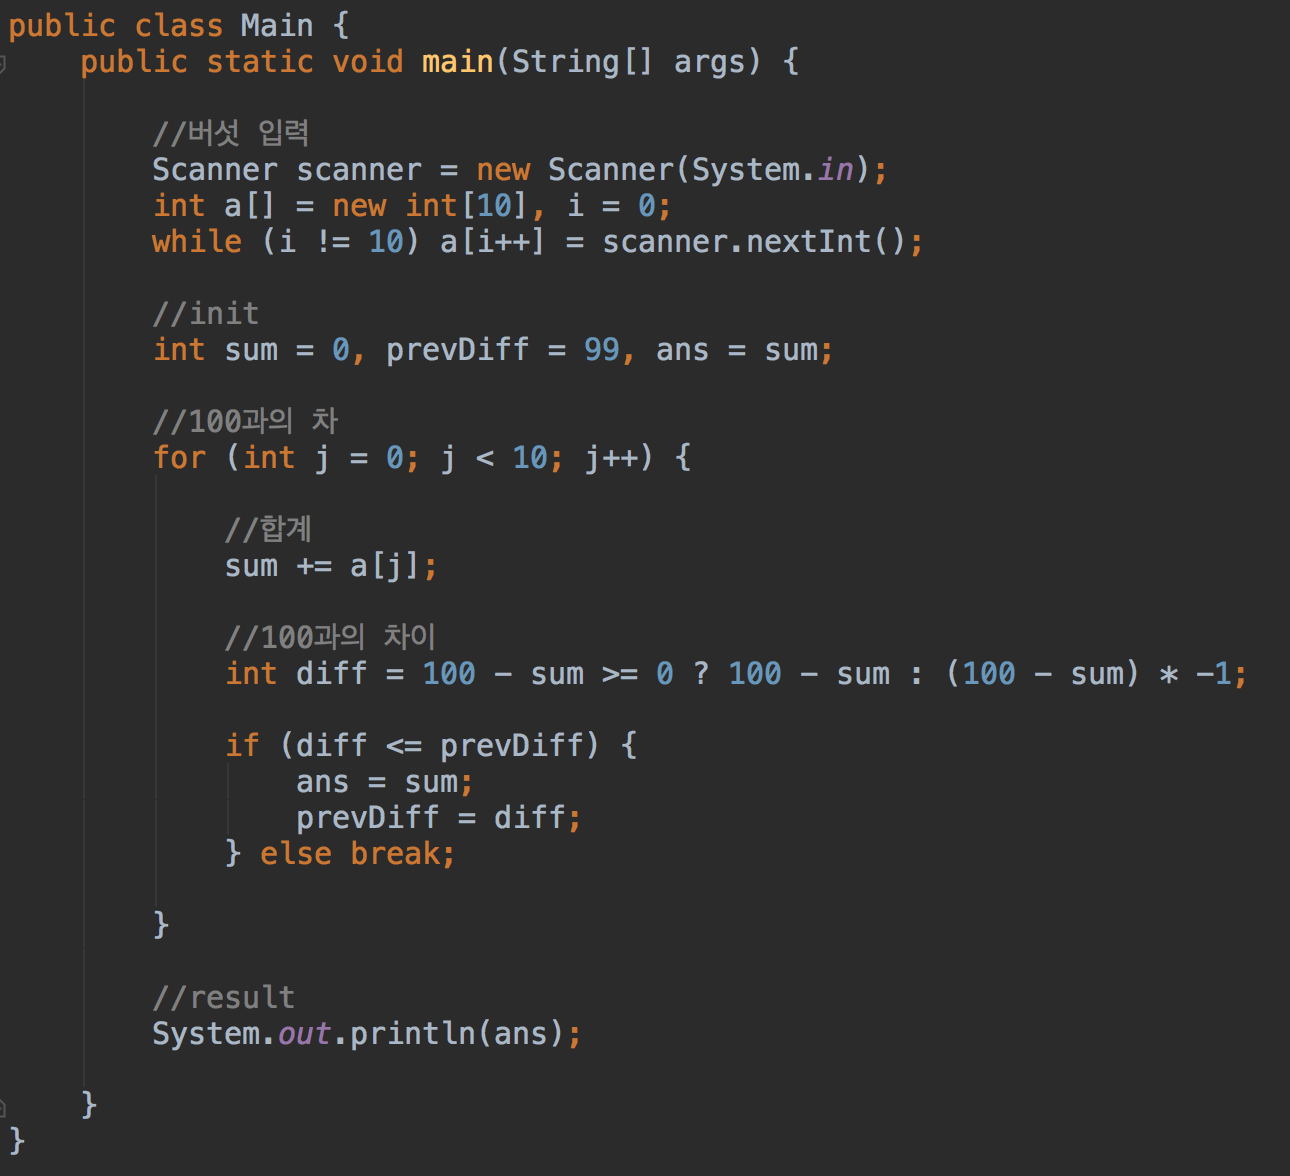 public class Main {
    public static void main(String[] args) {

        //버섯 입력
        Scanner scanner = new Scanner(System.in);
        int a[] = new int[10], i = 0;
        while (i != 10) a[i++] = scanner.nextInt();

        //init
        int sum = 0, prevDiff = 99, ans = sum;

        //100과의 차
        for (int j = 0; j < 10; j++) {

            //합계
            sum += a[j];

            //100과의 차이
            int diff = 100 - sum >= 0 ? 100 - sum : (100 - sum) * -1;

            if (diff <= prevDiff) {
                ans = sum;
                prevDiff = diff;
            } else break;

        }

        //result
        System.out.println(ans);

    }
}